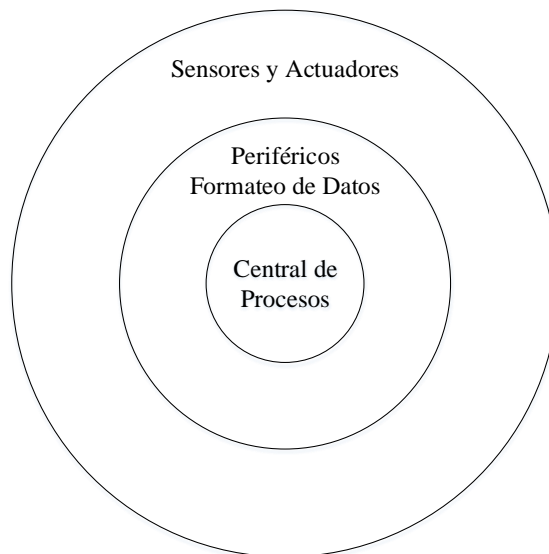 Sensores y Actuadores
Periféricos
Formateo de Datos
Central de
Procesos